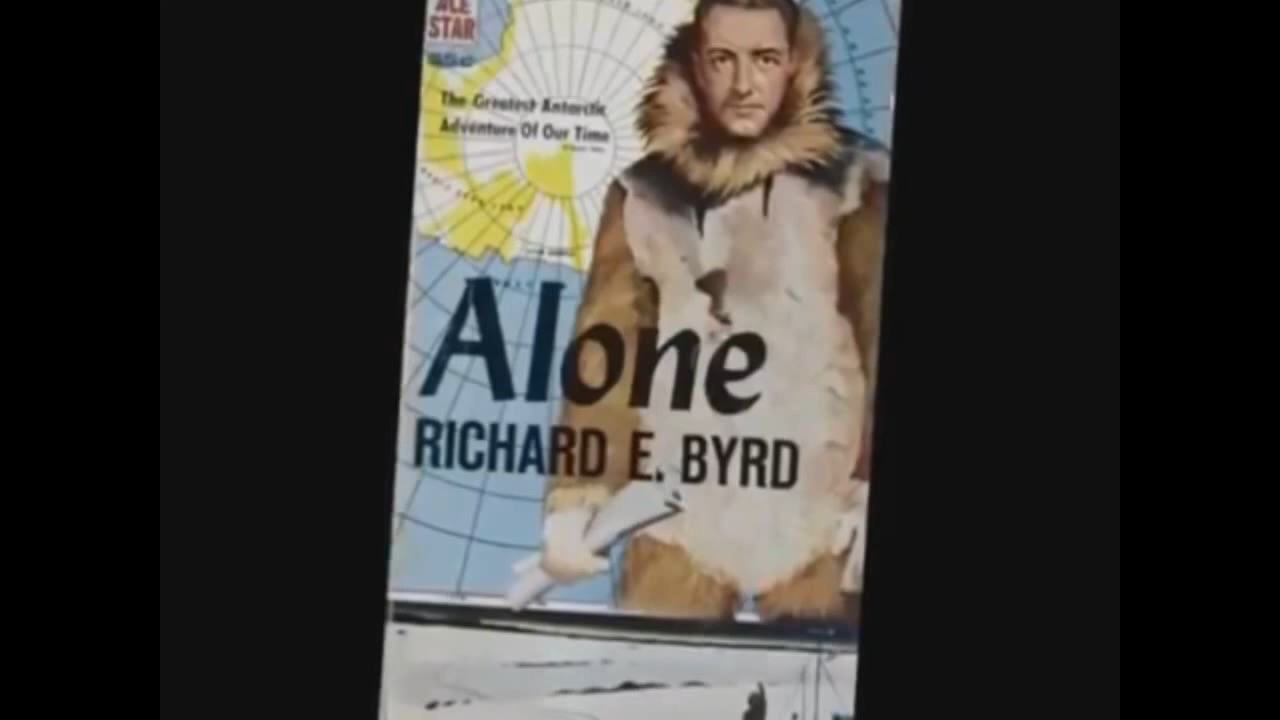 ACE
STAR
The Greatest Antarctic
Adventure Of Our Time
Alone
RICHARD E. BYRD